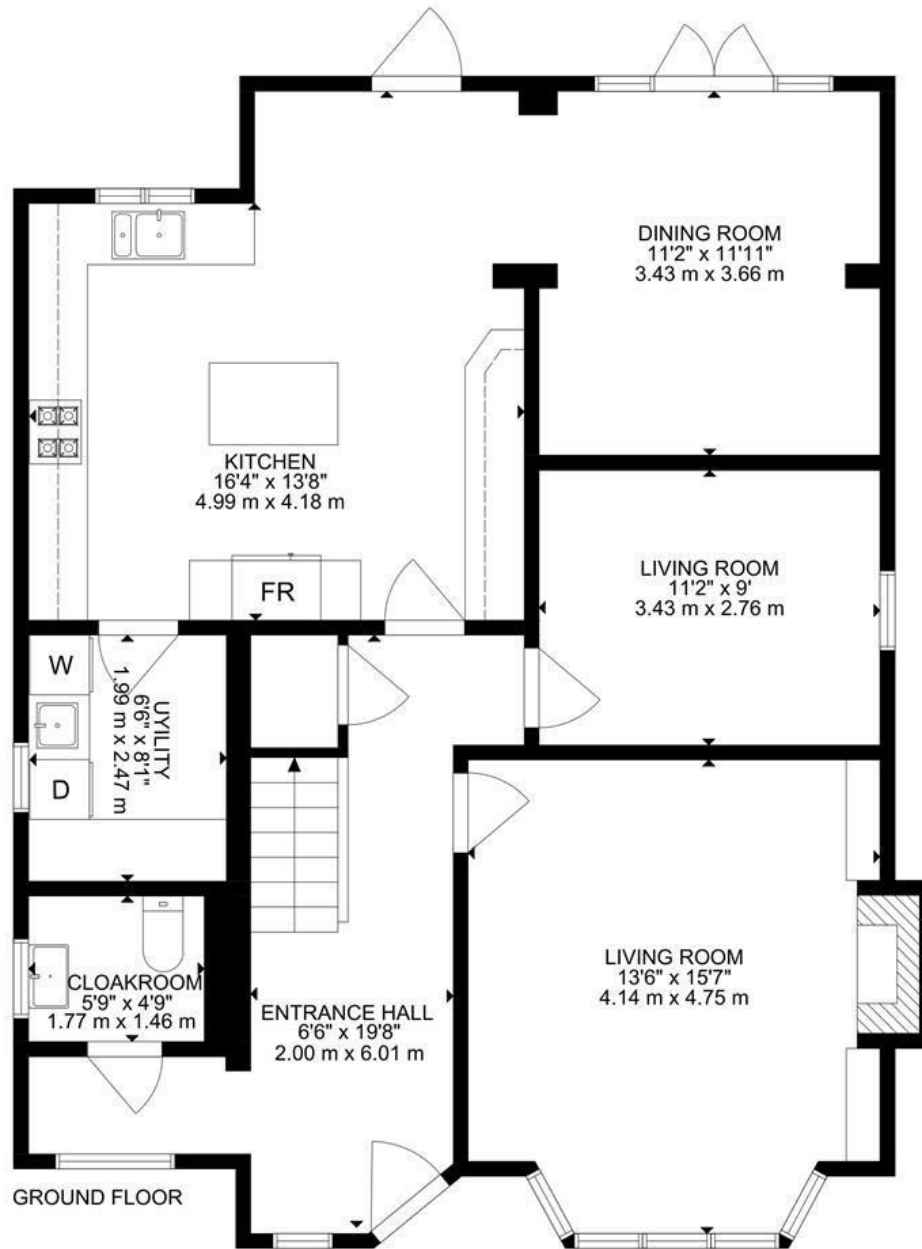 DINING ROOM
11'2" x 11'11"
3.43 m x 3.66 m
KITCHEN
16'4" x 13'8"
4.99 m x 4.18 m
FR
LIVING ROOM
11'2" x 9'
3.43 m x 2.76 m
W
D
UYILITY
6'6" x 8'1"
1.99 m x 2.47 m
CLOAKROOM
5'9" x 4'9"
1.77 m x 1.46 m
ENTRANCE HALL
6'6" x 19'8"
2.00 m x 6.01 m
LIVING ROOM
13'6" x 15'7"
4.14 m x 4.75 m
GROUND FLOOR